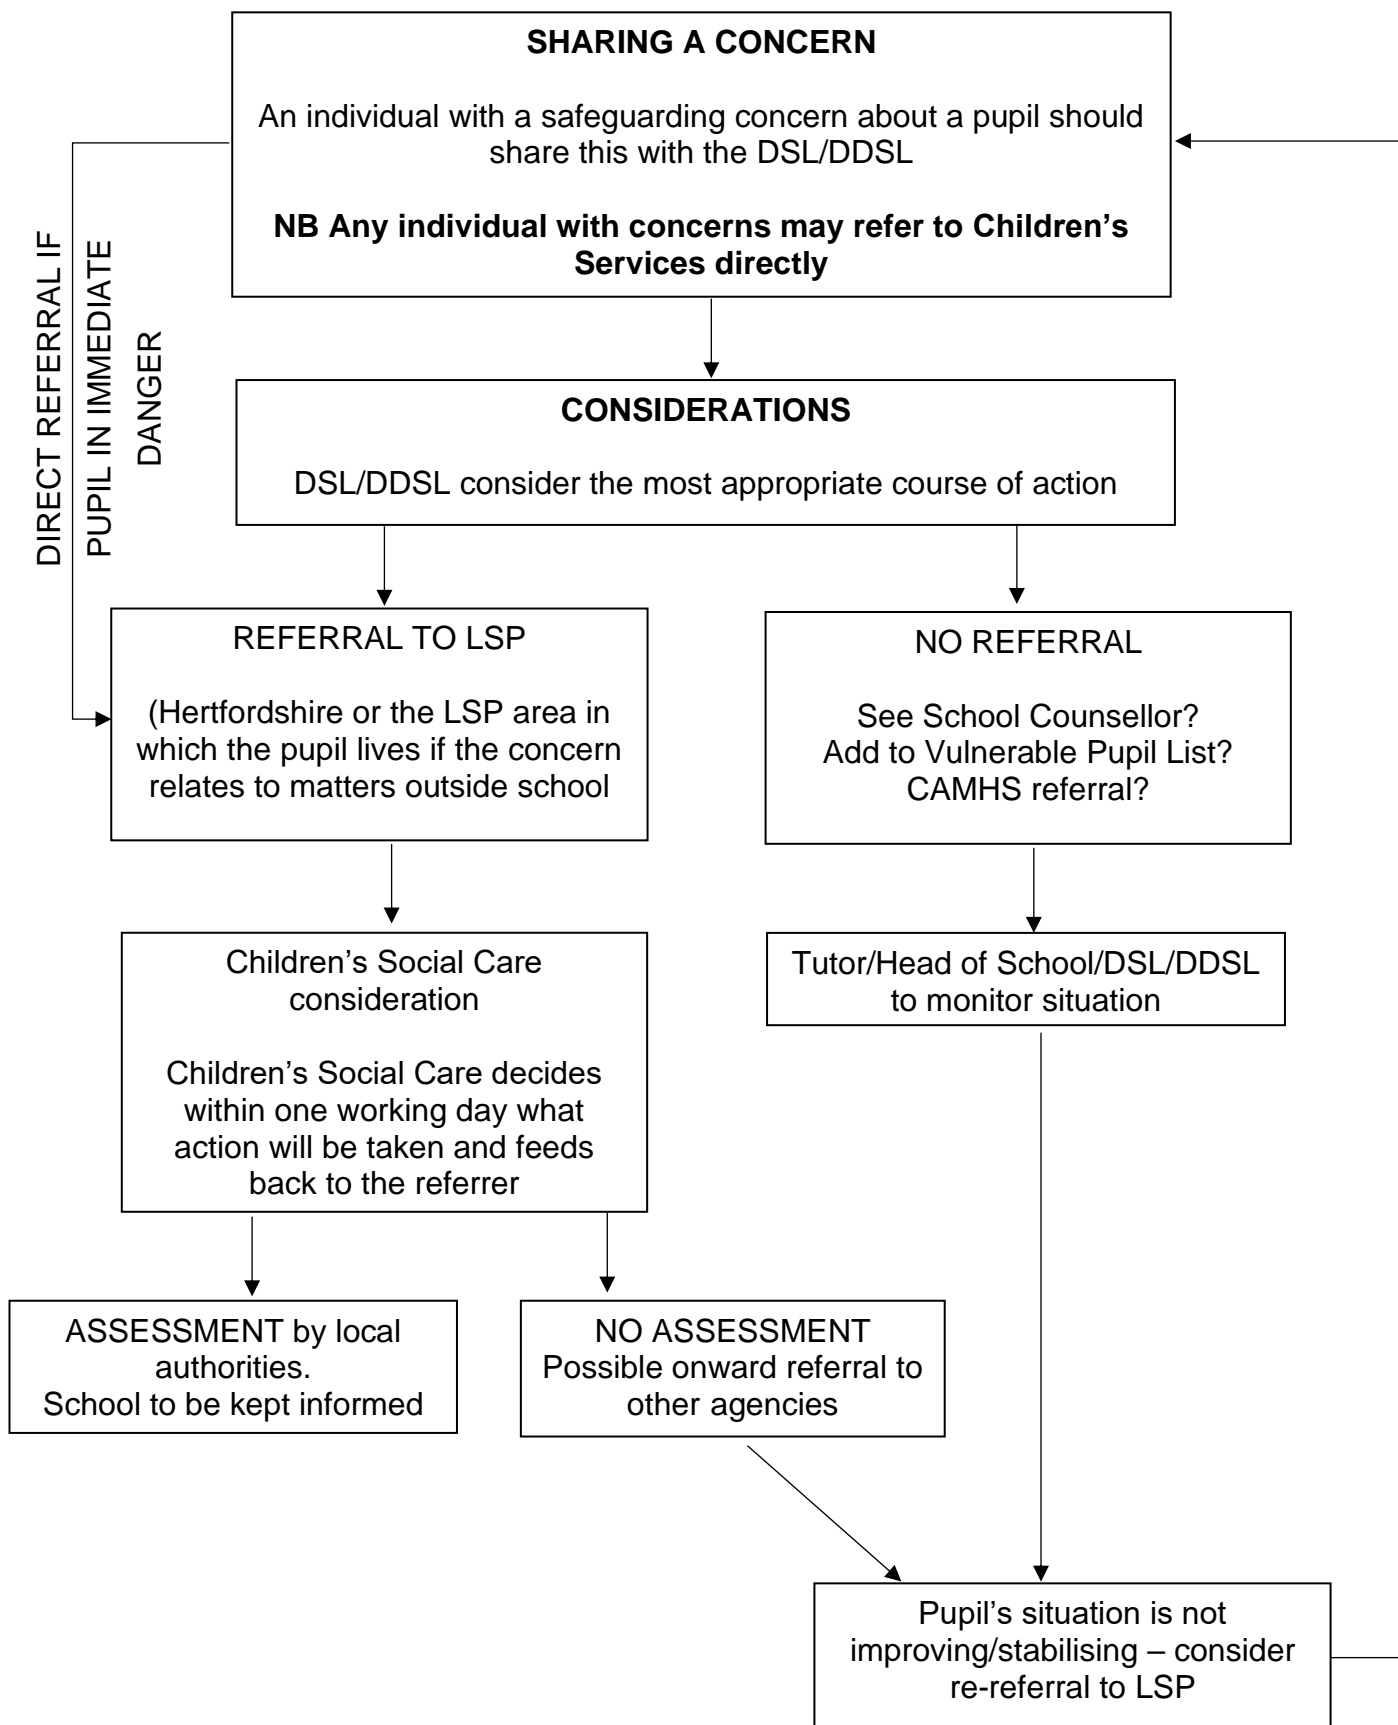 SHARING A CONCERN
An individual with a safeguarding concern about a pupil should
share this with the DSL/DDSL
NB Any individual with concerns may refer to Children’s
Services directly
DIRECT REFERRAL IF
PUPIL IN IMMEDIATE
DANGER
CONSIDERATIONS
DSL/DDSL consider the most appropriate course of action
REFERRAL TO LSP
(Hertfordshire or the LSP area in
which the pupil lives if the concern
relates to matters outside school
NO REFERRAL
See School Counsellor?
Add to Vulnerable Pupil List?
CAMHS referral?
Children’s Social Care
consideration
Children’s Social Care decides
within one working day what
action will be taken and feeds
back to the referrer
Tutor/Head of School/DSL/DDSL
to monitor situation
ASSESSMENT by local
authorities.
School to be kept informed
NO ASSESSMENT
Possible onward referral to
other agencies
Pupil’s situation is not
improving/stabilising – consider
re-referral to LSP